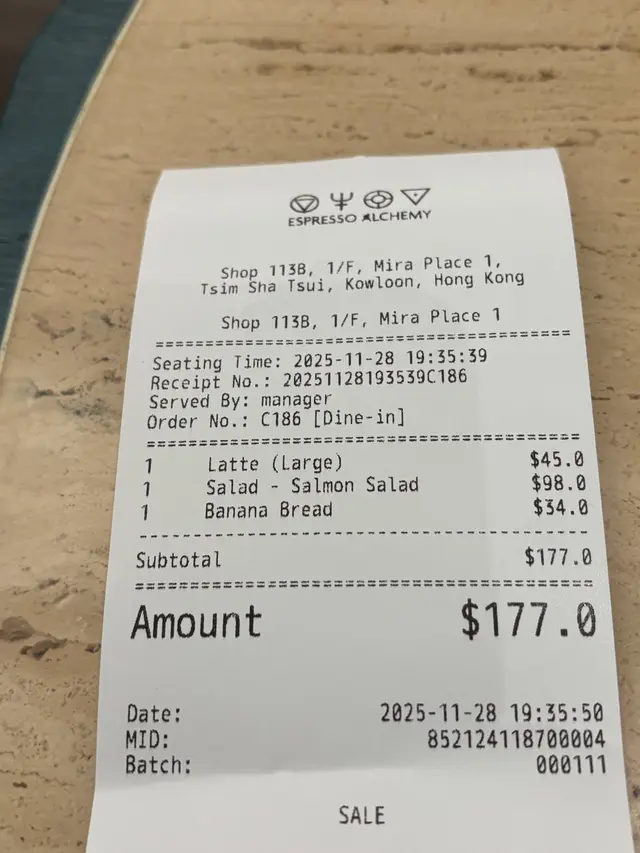 ESPRESSO ALCHEMY
Shop 113B, 1/F, Mira Place 1,
Tsim Sha Tsui, Kowloon, Hong Kong
Shop 113B, 1/F, Mira Place 1
==================================================
Seating Time: 2025-11-28 19:35:39
Receipt No.: 20251128193539C186
Served By: manager
Order No.: C186 [Dine-in]
==================================================
1 Latte (Large) $45.0
1 Salad - Salmon Salad $98.0
1 Banana Bread $34.0
--------------------------------------------------
Subtotal $177.0
==================================================
Amount $177.0
Date: 2025-11-28 19:35:50
MID: 852124118700004
Batch: 000111
SALE